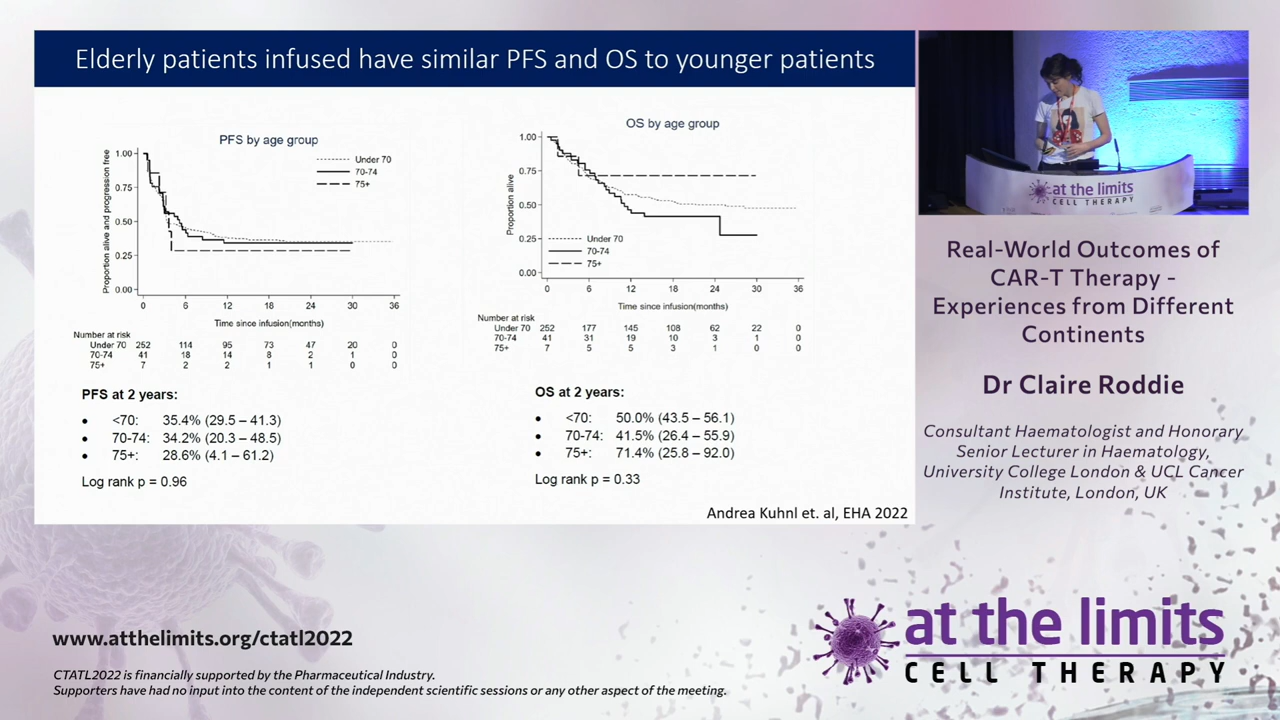 Elderly patients infused have similar PFS and OS to younger patients
PFS by age group
Proportion alive and progression free
1.00
0.75
0.50
0.25
0.00
Under 70
70-74
75+
0 6 12 18 24 30 36
Time since infusion(months)
Number at risk
Under 70 252 114 95 73 47 20 0
70-74 41 18 14 8 2 1 0
75+ 7 2 2 1 1 0 0
PFS at 2 years:
• <70: 35.4% (29.5 – 41.3)
• 70-74: 34.2% (20.3 – 48.5)
• 75+: 28.6% (4.1 – 61.2)
Log rank p = 0.96
OS by age group
Proportion alive
1.00
0.75
0.50
0.25
0.00
Under 70
70-74
75+
0 6 12 18 24 30 36
Time since infusion(months)
Number at risk
Under 70 252 177 145 108 62 22 0
70-74 41 31 19 10 3 1 0
75+ 7 5 5 3 1 0 0
OS at 2 years:
• <70: 50.0% (43.5 – 56.1)
• 70-74: 41.5% (26.4 – 55.9)
• 75+: 71.4% (25.8 – 92.0)
Log rank p = 0.33
Andrea Kuhnl et. al, EHA 2022
at the limits
CELL THERAPY
Real-World Outcomes of
CAR-T Therapy -
Experiences from Different
Continents
Dr Claire Roddie
Consultant Haematologist and Honorary
Senior Lecturer in Haematology,
University College London & UCL Cancer
Institute, London, UK
www.atthelimits.org/ctatl2022
CTATL2022 is financially supported by the Pharmaceutical Industry.
Supporters have had no input into the content of the independent scientific sessions or any other aspect of the meeting.
at the limits
CELL THERAPY